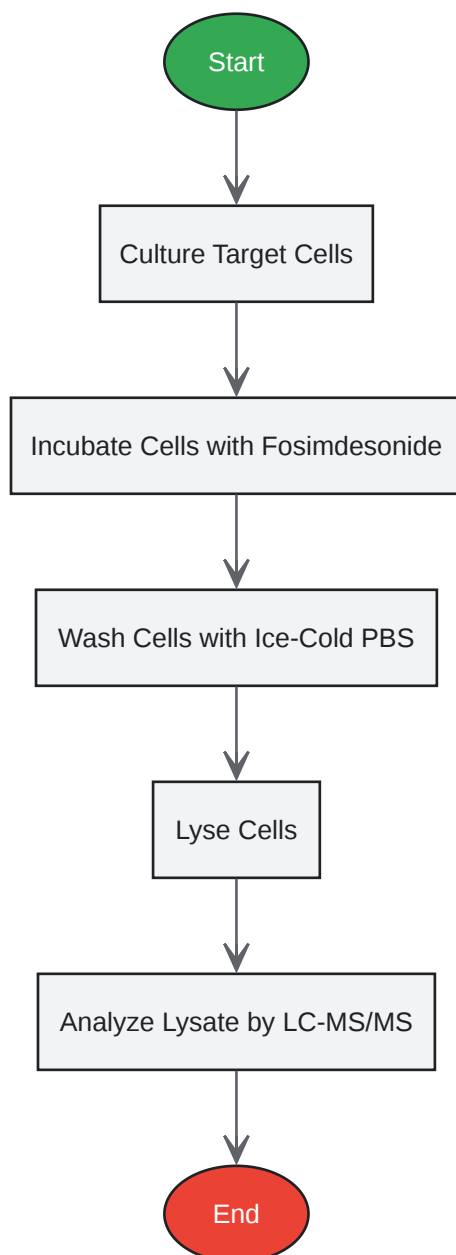 Start
Culture Target Cells
Incubate Cells with Fosimdesonide
Wash Cells with Ice-Cold PBS
Lyse Cells
Analyze Lysate by LC-MS/MS
End